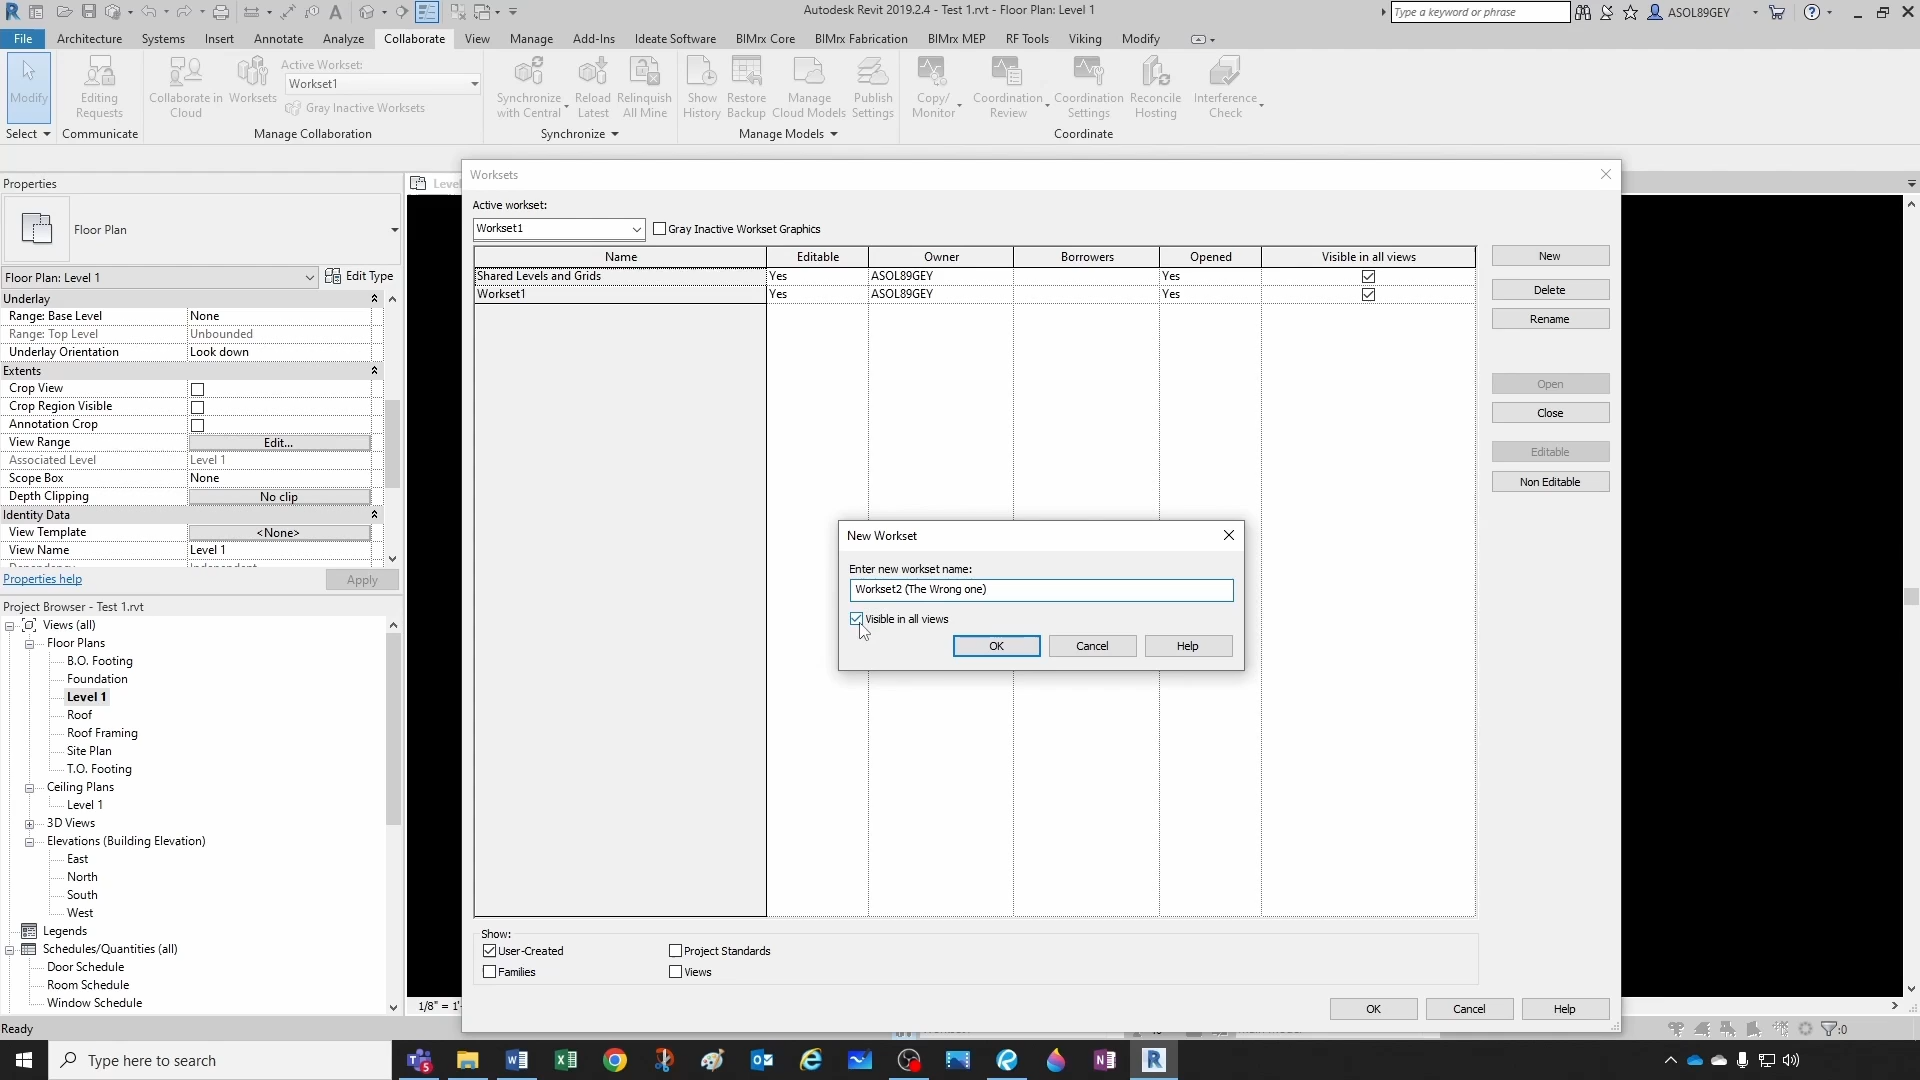 Autodesk Revit 2019.2.4 - Test 1.rvt - Floor Plan: Level 1
Type a keyword or phrase
ASOL89GEY
File Architecture Systems Insert Annotate Analyze Collaborate View Manage Add-Ins Ideate Software BIMrx Core BIMrx Fabrication BIMrx MEP RF Tools Viking Modify
Modify
Editing Requests
Collaborate in Cloud
Worksets
Active Workset:
Workset1
Gray Inactive Worksets
Synchronize with Central
Reload Latest
Relinquish All Mine
Show History
Restore Backup
Manage Cloud Models
Publish Settings
Copy/ Monitor
Coordination Review
Coordination Settings
Reconcile Hosting
Interference Check
Select Communicate Manage Collaboration Synchronize Manage Models Coordinate
Properties
Floor Plan
Floor Plan: Level 1
Edit Type
Underlay
Range: Base Level None
Range: Top Level Unbounded
Underlay Orientation Look down
Extents
Crop View
Crop Region Visible
Annotation Crop
View Range Edit...
Associated Level Level 1
Scope Box None
Depth Clipping No clip
Identity Data
View Template <None>
View Name Level 1
Properties help
Apply
Project Browser - Test 1.rvt
Views (all)
Floor Plans
B.O. Footing
Foundation
Level 1
Roof
Roof Framing
Site Plan
T.O. Footing
Ceiling Plans
Level 1
3D Views
Elevations (Building Elevation)
East
North
South
West
Legends
Schedules/Quantities (all)
Door Schedule
Room Schedule
Window Schedule
Level
Worksets
Active workset:
Workset1
Gray Inactive Workset Graphics
Name Editable Owner Borrowers Opened Visible in all views
Shared Levels and Grids Yes ASOL89GEY Yes
Workset1 Yes ASOL89GEY Yes
New
Delete
Rename
Open
Close
Editable
Non Editable
New Workset
Enter new workset name:
Workset2 (The Wrong one)
Visible in all views
OK Cancel Help
Show:
User-Created
Project Standards
Families
Views
OK Cancel Help
1/8" = 1'
Ready
:0
Type here to search